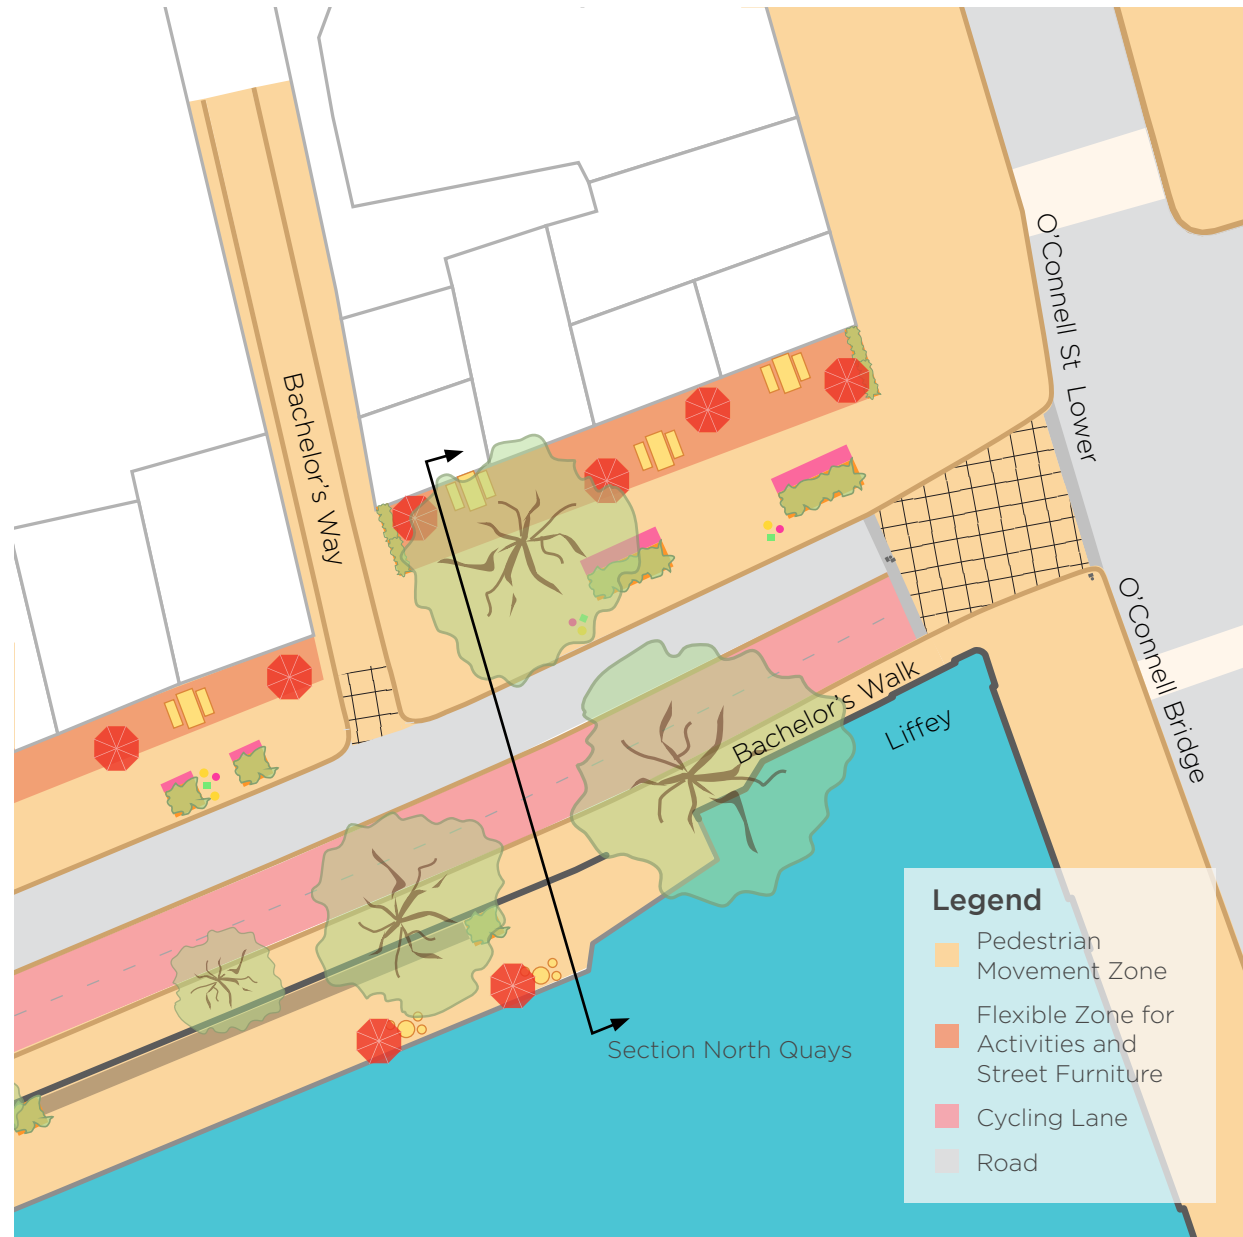 O'Connell St Lower
Bachelor's Way
O'Connell Bridge
Bachelor's Walk
Liffey
Section North Quays
Legend
Pedestrian
Movement Zone
Flexible Zone for
Activities and
Street Furniture
Cycling Lane
Road